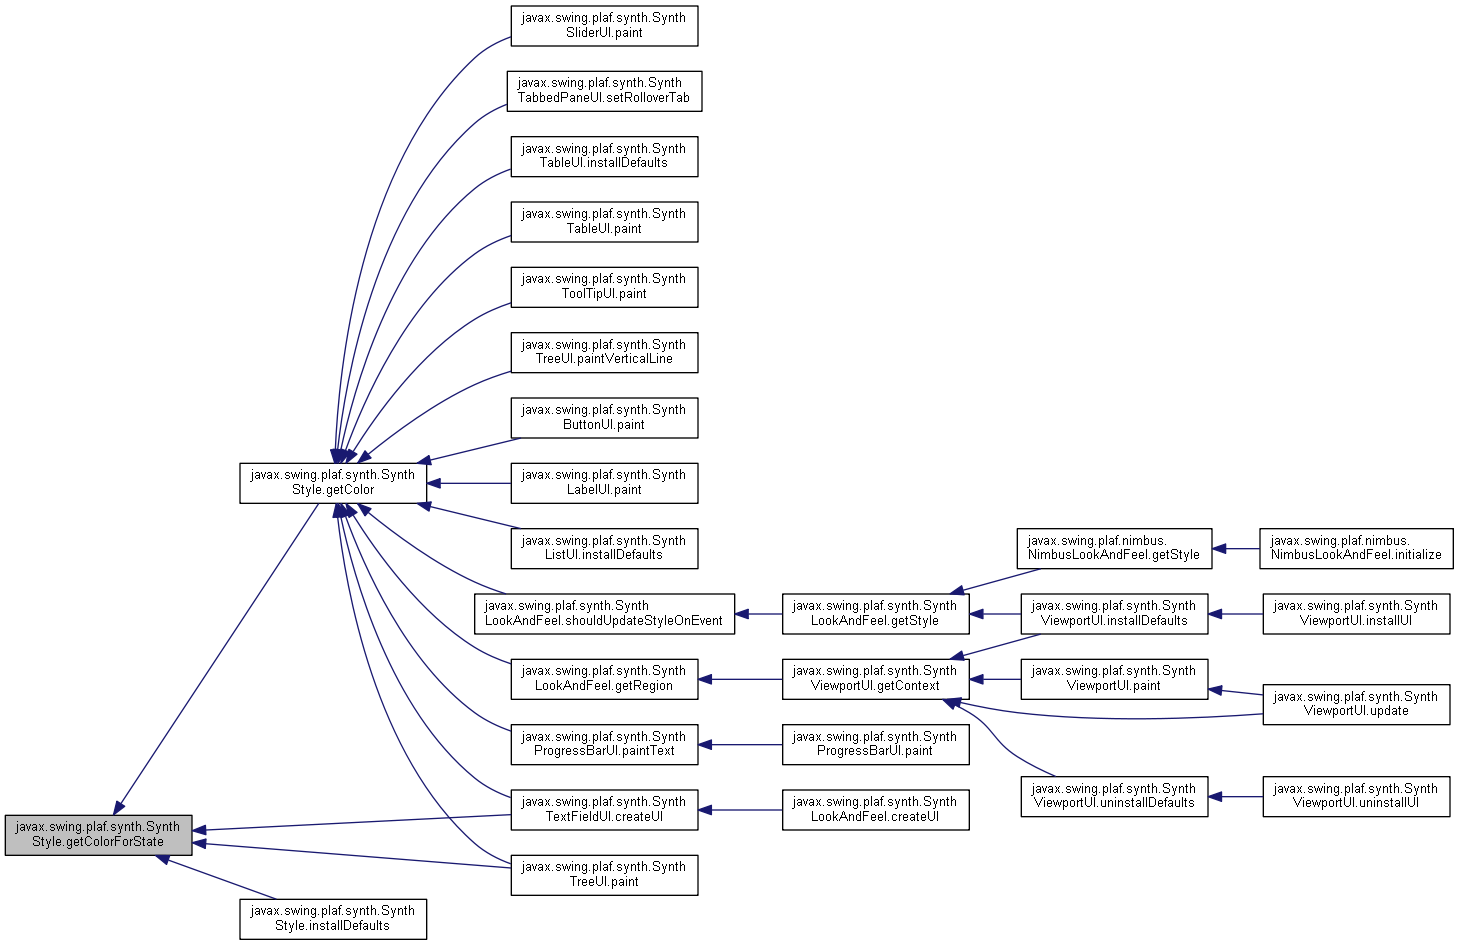 javax.swing.plaf.synth.Synth
SliderUI.paint
javax.swing.plaf.synth.Synth
TabbedPaneUI.setRolloverTab
javax.swing.plaf.synth.Synth
TableUI.installDefaults
javax.swing.plaf.synth.Synth
TableUI.paint
javax.swing.plaf.synth.Synth
ToolTipUI.paint
javax.swing.plaf.synth.Synth
TreeUI.paintVerticalLine
javax.swing.plaf.synth.Synth
ButtonUI.paint
javax.swing.plaf.synth.Synth
Style.getColor
javax.swing.plaf.synth.Synth
LabelUI.paint
javax.swing.plaf.synth.Synth
ListUI.installDefaults
javax.swing.plaf.nimbus.
NimbusLookAndFeel.getStyle
javax.swing.plaf.nimbus.
NimbusLookAndFeel.initialize
javax.swing.plaf.synth.Synth
LookAndFeel.shouldUpdateStyleOnEvent
javax.swing.plaf.synth.Synth
LookAndFeel.getStyle
javax.swing.plaf.synth.Synth
ViewportUI.installDefaults
javax.swing.plaf.synth.Synth
ViewportUI.installUI
javax.swing.plaf.synth.Synth
LookAndFeel.getRegion
javax.swing.plaf.synth.Synth
ViewportUI.getContext
javax.swing.plaf.synth.Synth
ViewportUI.paint
javax.swing.plaf.synth.Synth
ViewportUI.update
javax.swing.plaf.synth.Synth
ProgressBarUI.paintText
javax.swing.plaf.synth.Synth
ProgressBarUI.paint
javax.swing.plaf.synth.Synth
ViewportUI.uninstallDefaults
javax.swing.plaf.synth.Synth
ViewportUI.uninstallUI
javax.swing.plaf.synth.Synth
TextFieldUI.createUI
javax.swing.plaf.synth.Synth
LookAndFeel.createUI
javax.swing.plaf.synth.Synth
Style.getColorForState
javax.swing.plaf.synth.Synth
TreeUI.paint
javax.swing.plaf.synth.Synth
Style.installDefaults